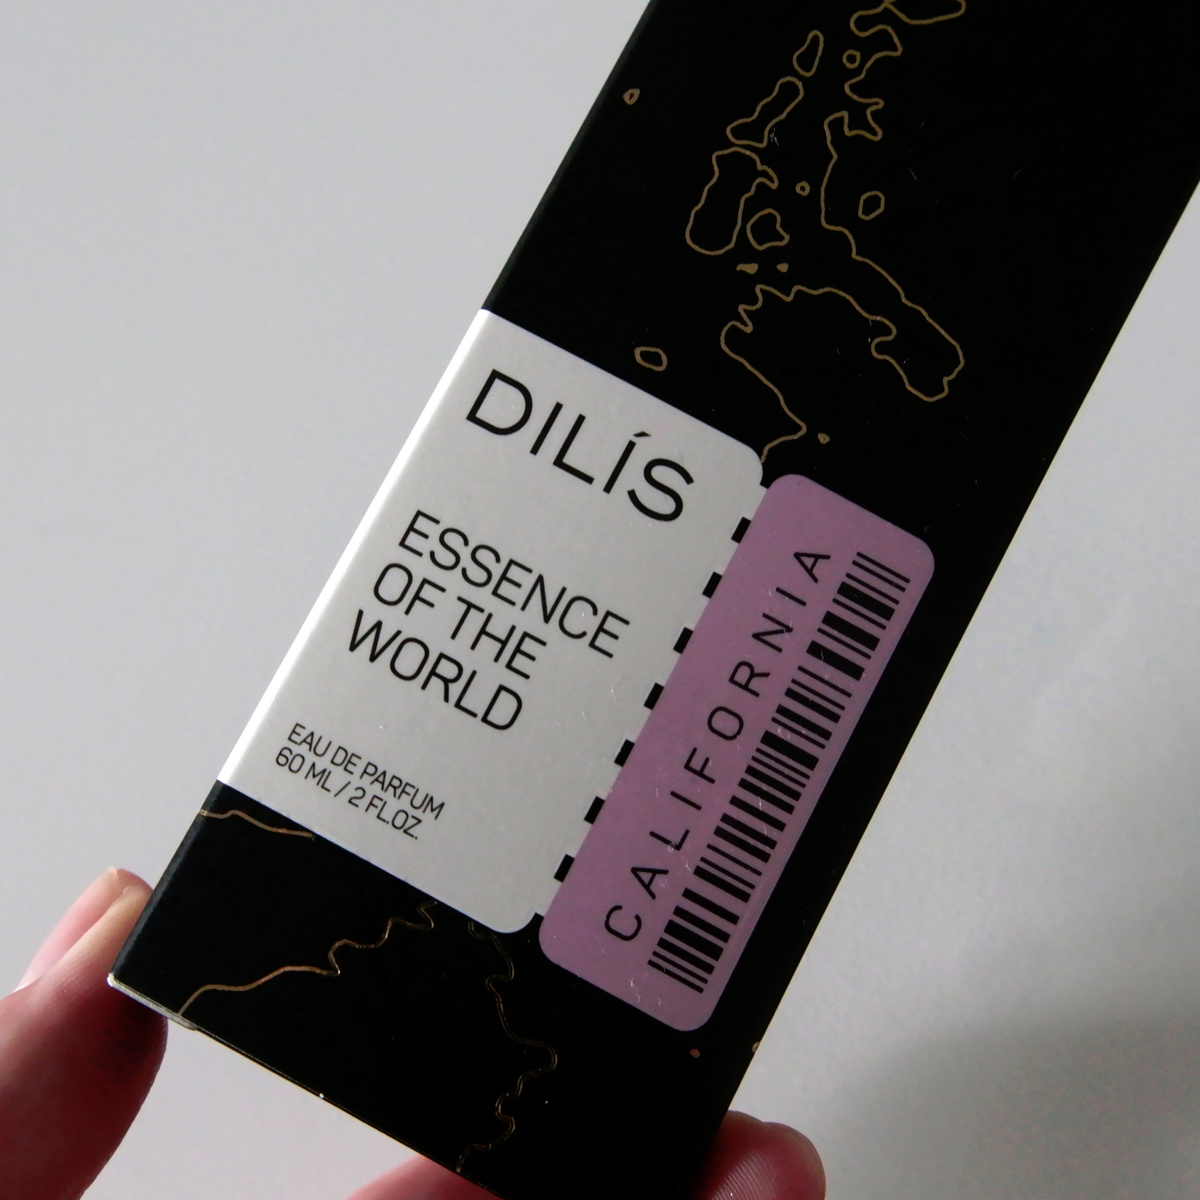 DILíS
ESSENCE
OF THE
WORLD
EAU DE PARFUM
60 ML / 2 FL.OZ.
CALIFORNIA